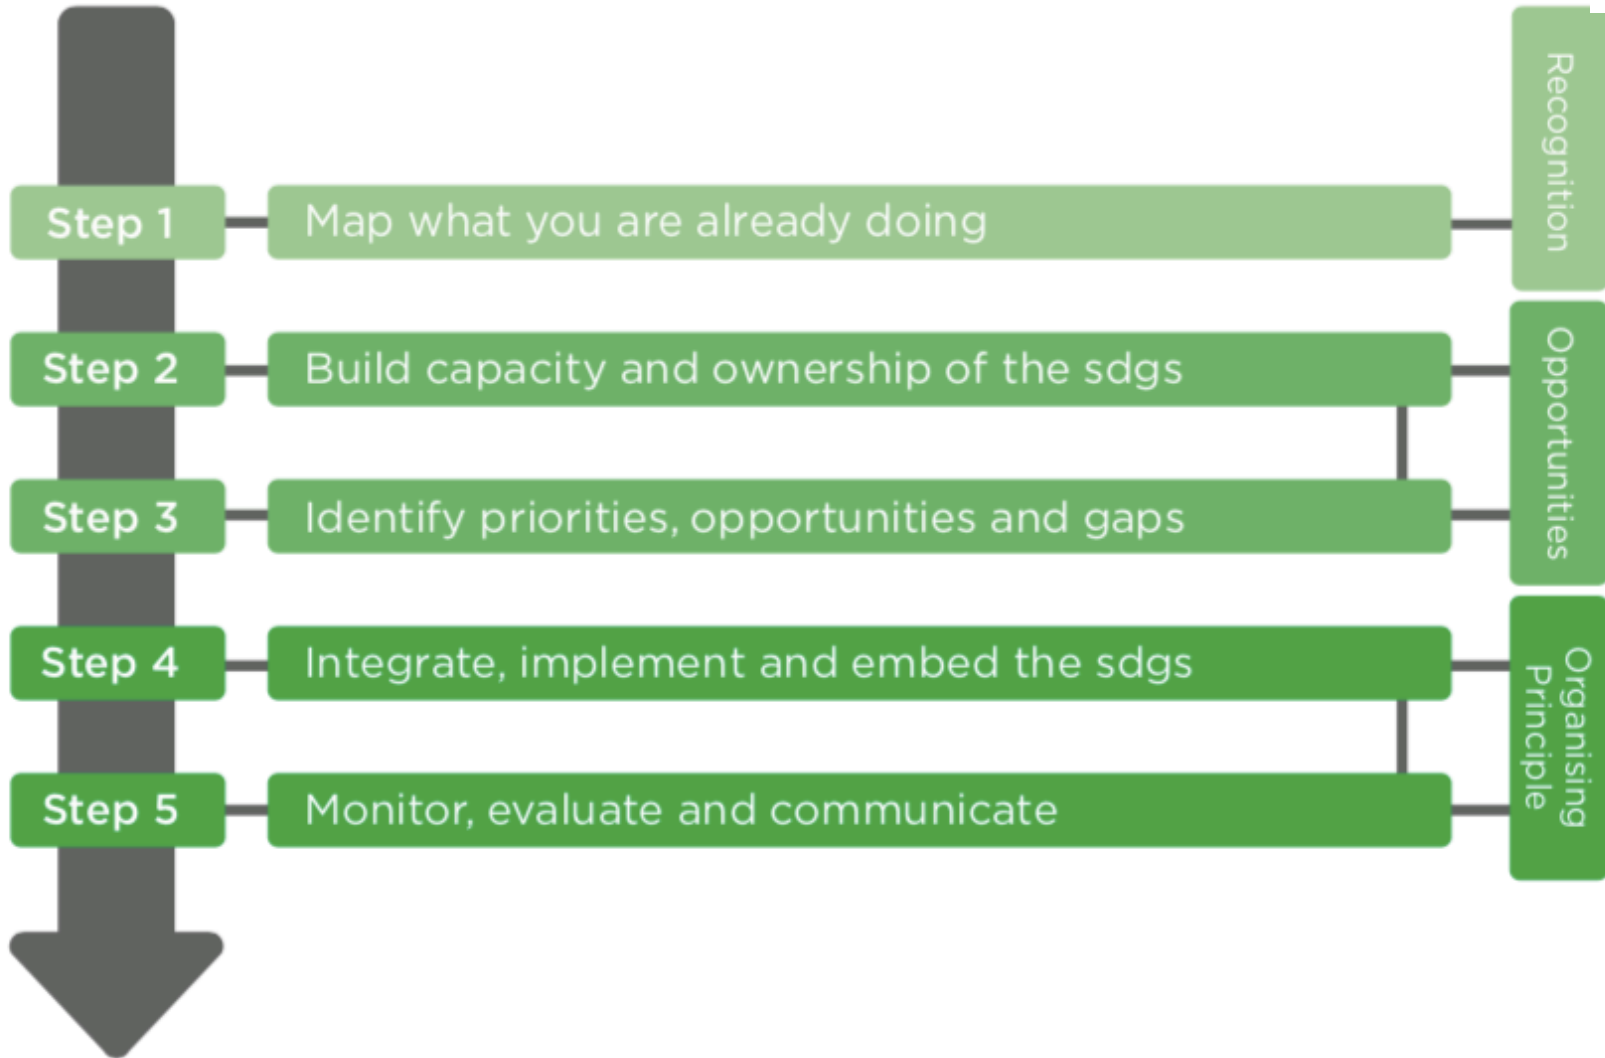 Step 1
Map what you are already doing
Recognition
Step 2
Build capacity and ownership of the sdgs
Step 3
Identify priorities, opportunities and gaps
Opportunities
Step 4
Integrate, implement and embed the sdgs
Step 5
Monitor, evaluate and communicate
Organising
Principle